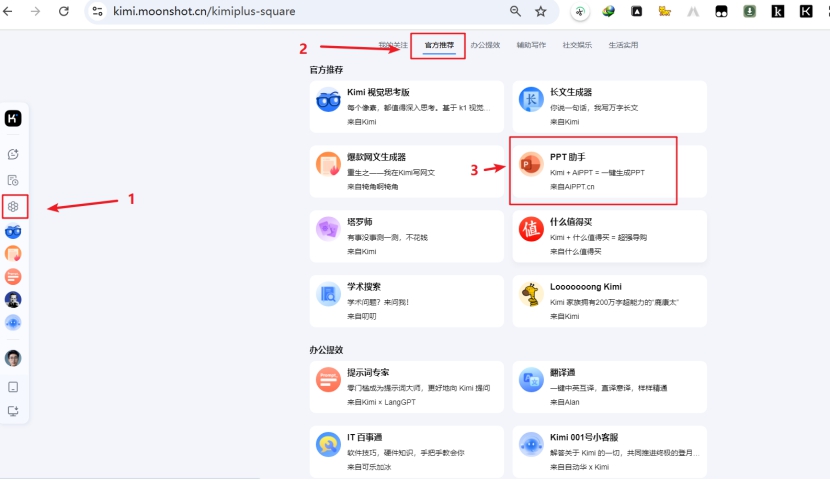 kimi.moonshot.cn/kimiplus-square
2
我的关注 官方推荐 办公提效 辅助写作 社交娱乐 生活实用
官方推荐
Kimi 视觉思考版
每个像素，都值得深入思考。基于 k1 视觉...
来自Kimi
长文生成器
你说一句话，我写万字长文
来自Kimi
爆款网文生成器
重生之——我在Kimi写网文
来自犄角啊犄角
3
PPT 助手
Kimi + AiPPT = 一键生成PPT
来自AiPPT.cn
1
塔罗师
有事没事测一测，不花钱
来自Kimi
什么值得买
Kimi + 什么值得买 = 超强导购
来自什么值得买
学术搜索
学术问题？来问我！
来自叨叨
Looooooong Kimi
Kimi 家族拥有200万字超能力的“鹿康太”
来自Kimi
办公提效
提示词专家
零门槛成为提示词大师，更好地向 Kimi 提问
来自Kimi × LangGPT
翻译通
一键中英互译，直译意译，样样精通
来自Alan
IT 百事通
软件技巧，硬件知识，手把手教会你
来自可乐加冰
Kimi 001号小客服
解答关于 Kimi 的一切，共同推进终极的登月...
来自自动华 x Kimi